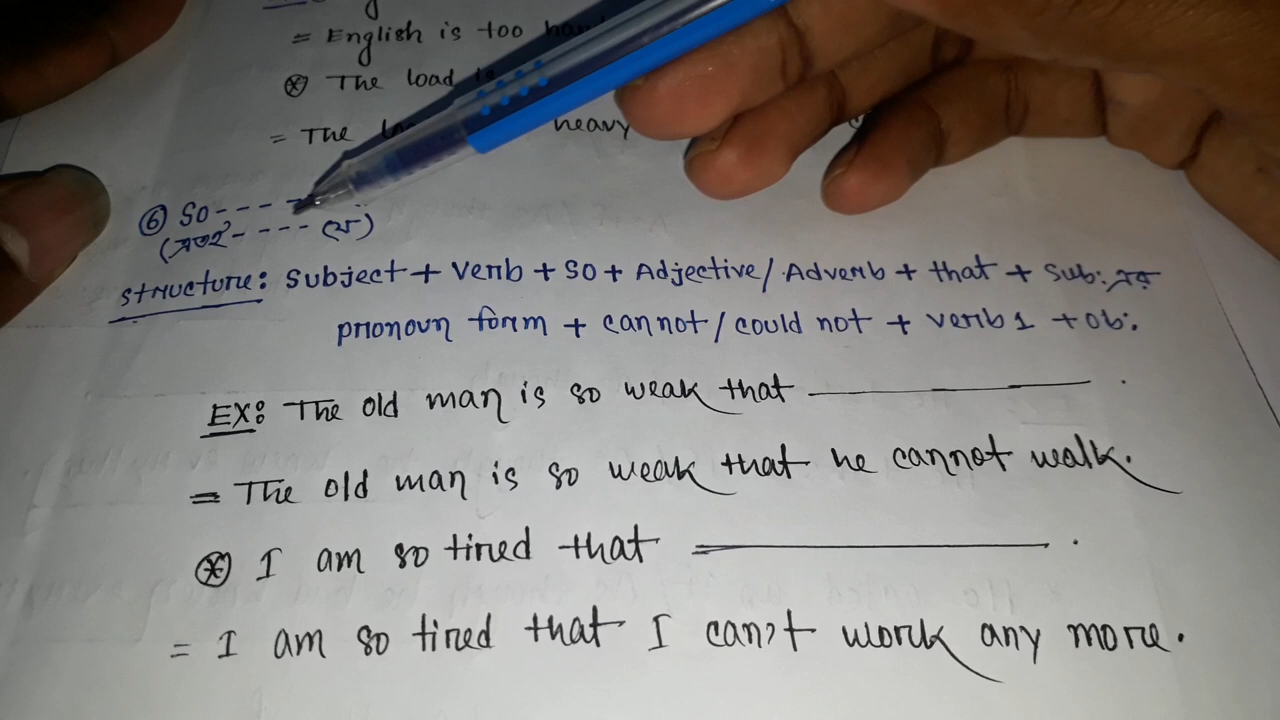 = English is too
⊛ The load
= The heavy
⑥ So----
(এতই ---- যে)
Structure: Subject + Verb + so + Adjective/Adverb + that + sub: এর
pronoun form + cannot/could not + verb 1 + ob:
EX: The old man is so weak that ———.
= The old man is so weak that he cannot walk.
⊛ I am so tired that ———.
= I am so tired that I can't work any more.